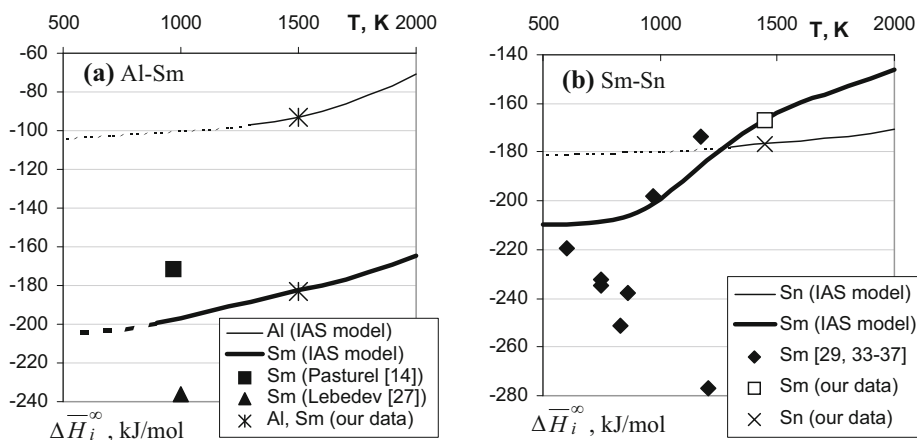 500 1000 1500 2000
T, K
-60
-80
-100
-120
-140
-160
-180
-200
-220
-240
(a) Al-Sm
Al (IAS model)
Sm (IAS model)
Sm (Pasturel [14])
Sm (Lebedev [27])
Al, Sm (our data)
ΔH̅ᵢ^∞, kJ/mol
500 1000 1500 2000
T, K
-140
-160
-180
-200
-220
-240
-260
-280
(b) Sm-Sn
Sn (IAS model)
Sm (IAS model)
Sm [29, 33-37]
Sm (our data)
Sn (our data)
ΔH̅ᵢ^∞, kJ/mol